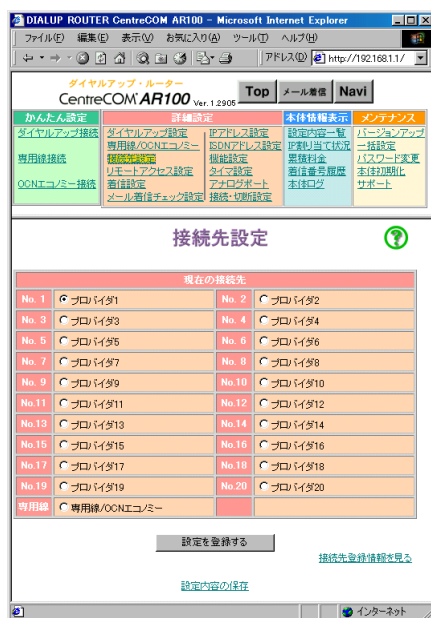 DIALUP ROUTER CentreCOM AR100 - Microsoft Internet Explorer
ファイル(F) 編集(E) 表示(V) お気に入り(A) ツール(T) ヘルプ(H)
アドレス(D) http://192.168.1.1/
ダイヤルアップ・ルーター
CentreCOM AR100 Ver. 1.2905 Top メール着信 Navi
かんたん設定 詳細設定 本体情報表示 メンテナンス
ダイヤルアップ接続 ダイヤルアップ設定 IPアドレス設定 設定内容一覧 バージョンアップ
専用線/OCNエコノミー ISDNアドレス設定 IP割り当て状況 一括設定
専用線接続 接続先設定 機能設定 累積料金 パスワード変更
リモートアクセス設定 タイマ設定 着信番号履歴 本体初期化
OCNエコノミー接続 着信設定 アナログポート 本体ログ サポート
メール着信チェック設定 接続・切断設定
接続先設定
現在の接続先
No. 1 プロバイダ1 No. 2 プロバイダ2
No. 3 プロバイダ3 No. 4 プロバイダ4
No. 5 プロバイダ5 No. 6 プロバイダ6
No. 7 プロバイダ7 No. 8 プロバイダ8
No. 9 プロバイダ9 No.10 プロバイダ10
No.11 プロバイダ11 No.12 プロバイダ12
No.13 プロバイダ13 No.14 プロバイダ14
No.15 プロバイダ15 No.16 プロバイダ16
No.17 プロバイダ17 No.18 プロバイダ18
No.19 プロバイダ19 No.20 プロバイダ20
専用線 専用線/OCNエコノミー
設定を登録する
接続先登録情報を見る
設定内容の保存
インターネット